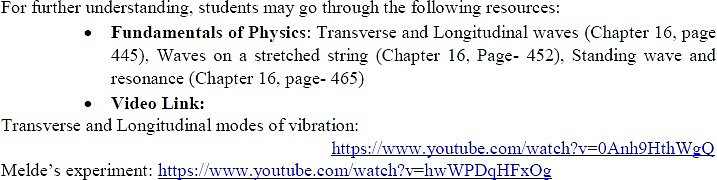 For further understanding, students may go through the following resources:
• Fundamentals of Physics: Transverse and Longitudinal waves (Chapter 16, page
445), Waves on a stretched string (Chapter 16, Page- 452), Standing wave and
resonance (Chapter 16, page- 465)
• Video Link:
Transverse and Longitudinal modes of vibration:
https://www.youtube.com/watch?v=0Anh9HthWgQ
Melde’s experiment: https://www.youtube.com/watch?v=hwWPDqHFxOg